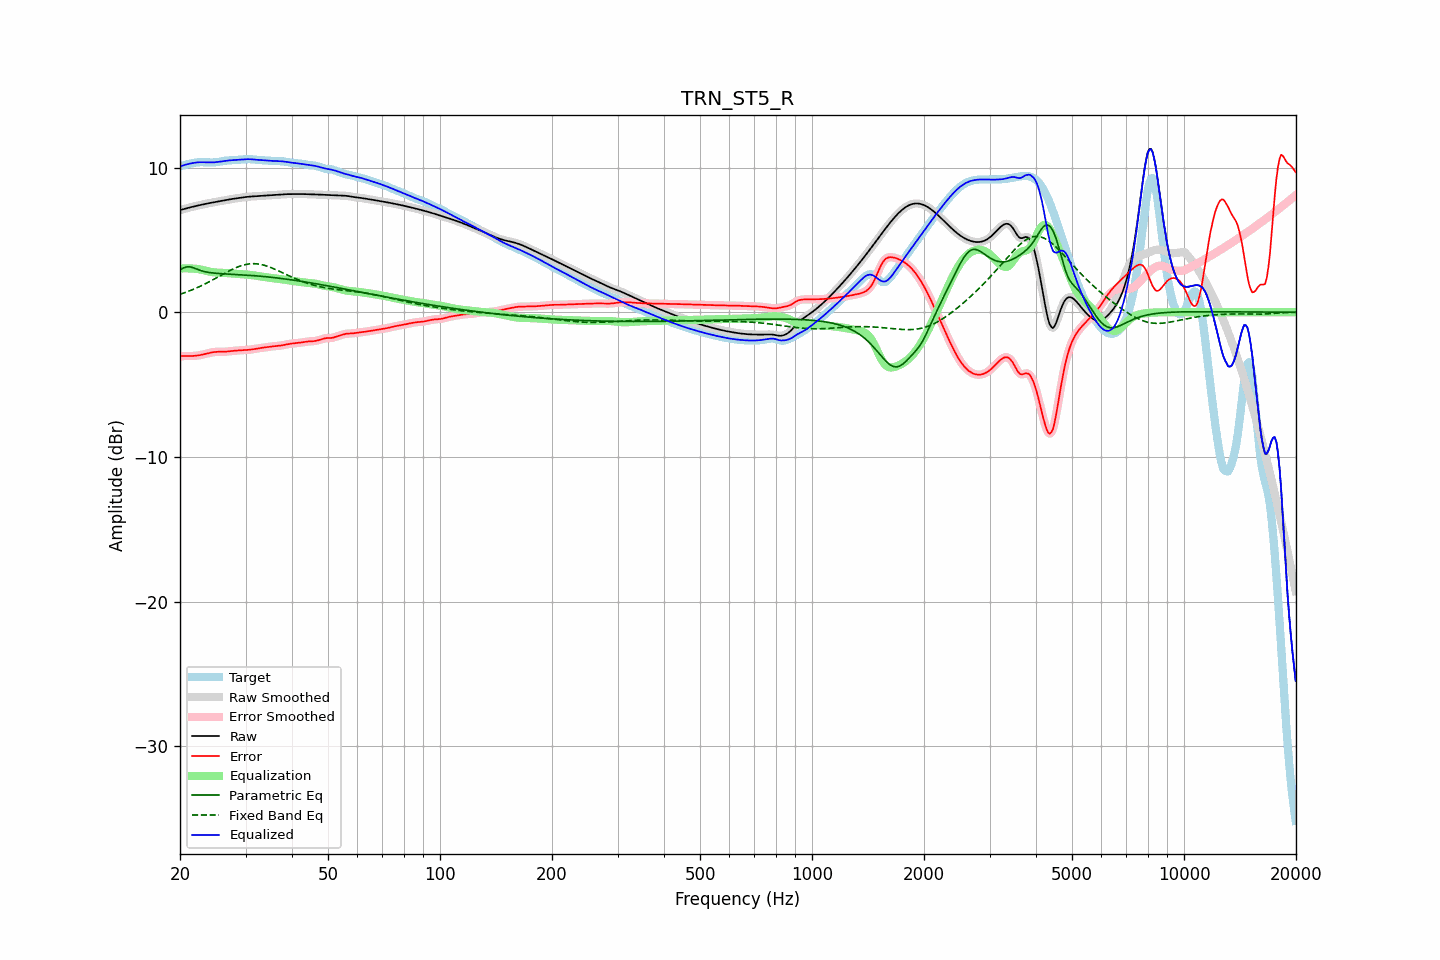 TRN_ST5_R
Amplitude (dBr)
10
0
−10
−20
−30
Target
Raw Smoothed
Error Smoothed
Raw
Error
Equalization
Parametric Eq
Fixed Band Eq
Equalized
20 50 100 200 500 1000 2000 5000 10000 20000
Frequency (Hz)